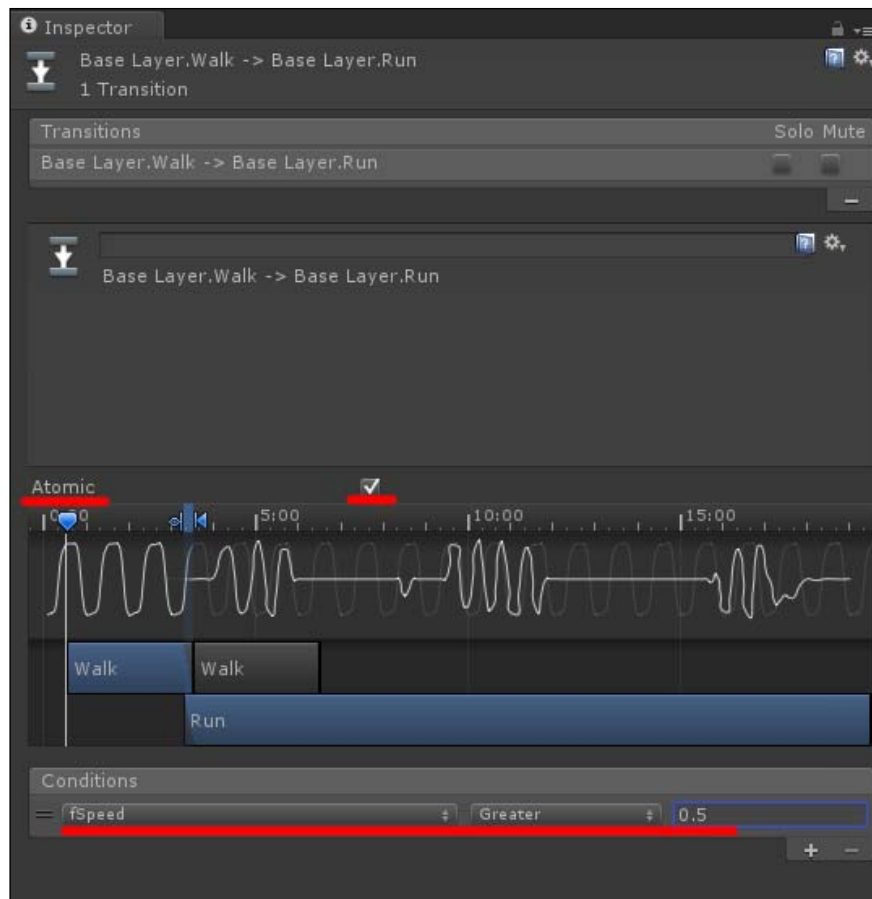 Inspector
Base Layer.Walk -> Base Layer.Run
1 Transition
Transitions Solo Mute
Base Layer.Walk -> Base Layer.Run
Base Layer.Walk -> Base Layer.Run
Atomic
5:00 10:00 15:00
Walk Walk
Run
Conditions
fSpeed Greater 0.5